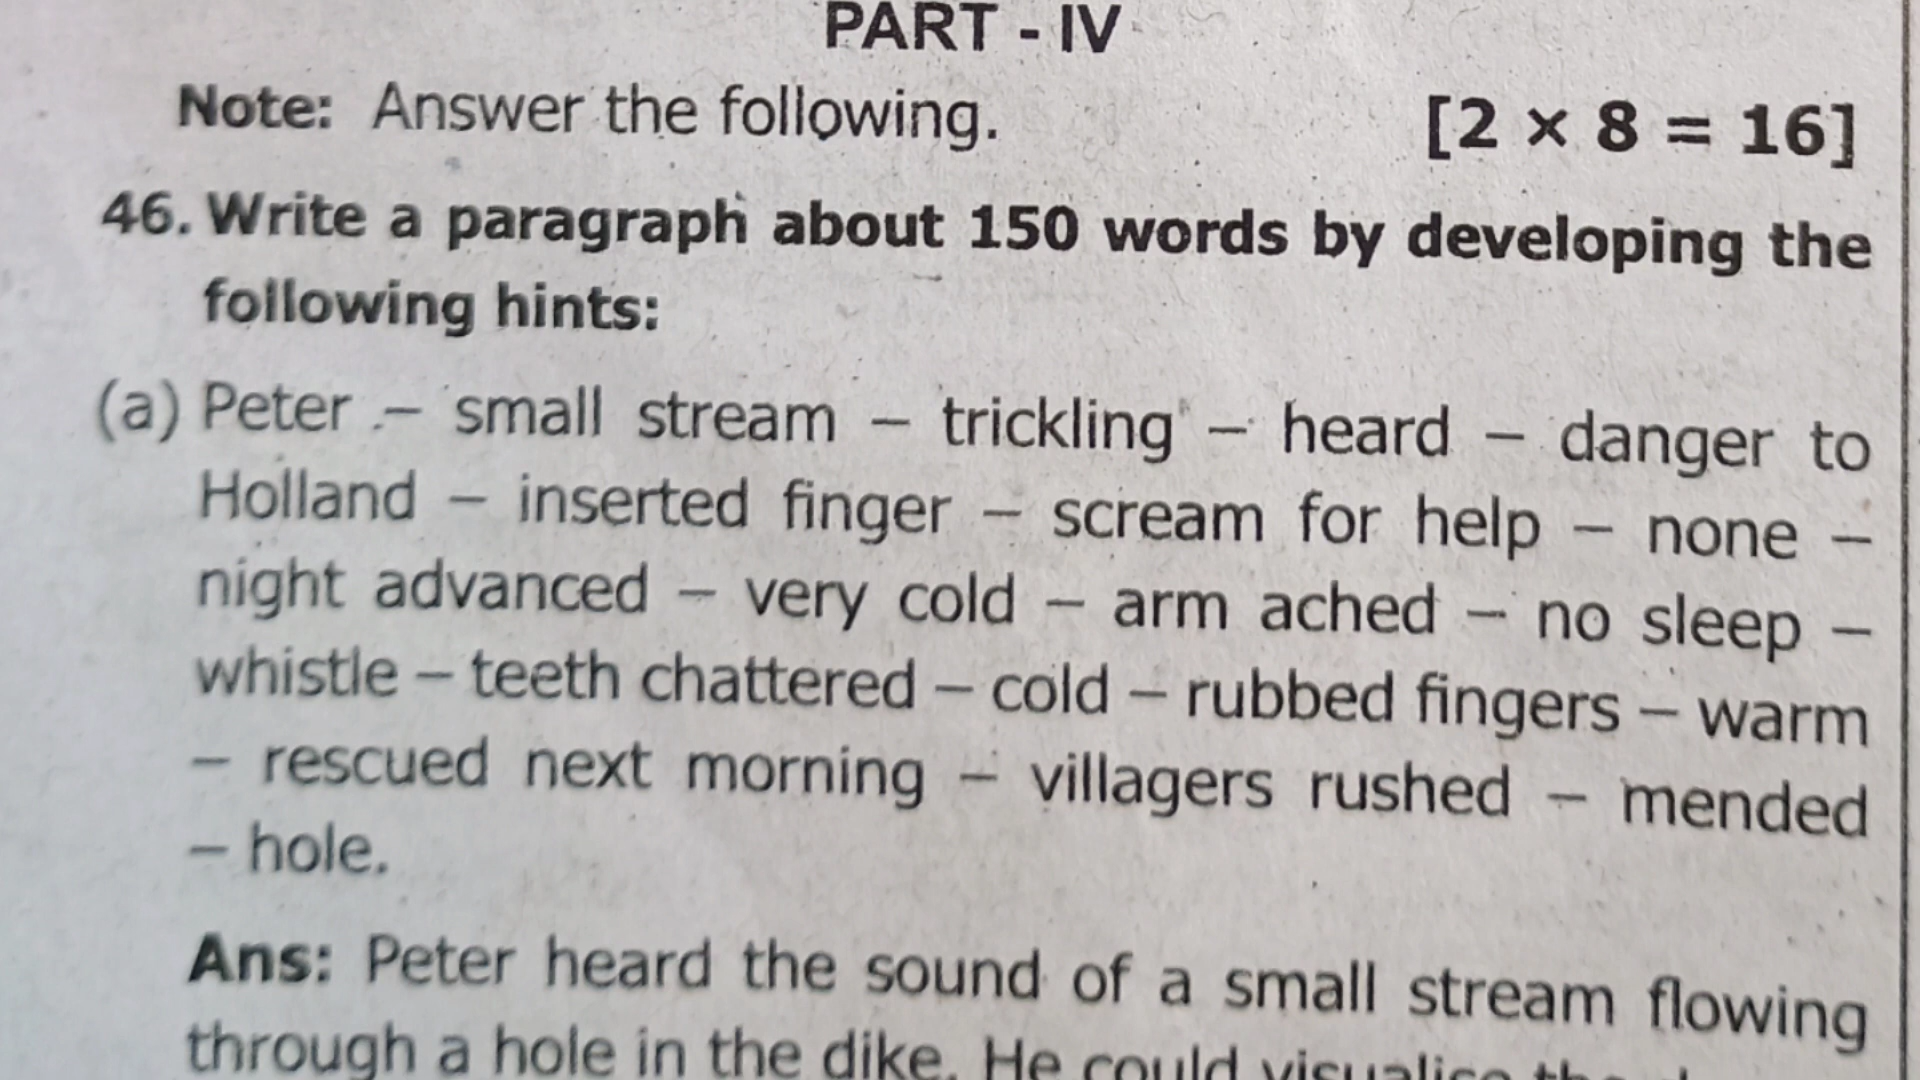 PART - IV
Note: Answer the following. [2 × 8 = 16]
46. Write a paragraph about 150 words by developing the
following hints:
(a) Peter – small stream – trickling – heard – danger to
Holland – inserted finger – scream for help – none –
night advanced – very cold – arm ached – no sleep –
whistle – teeth chattered – cold – rubbed fingers – warm
– rescued next morning – villagers rushed – mended
– hole.
Ans: Peter heard the sound of a small stream flowing
through a hole in the dike. He could visualise